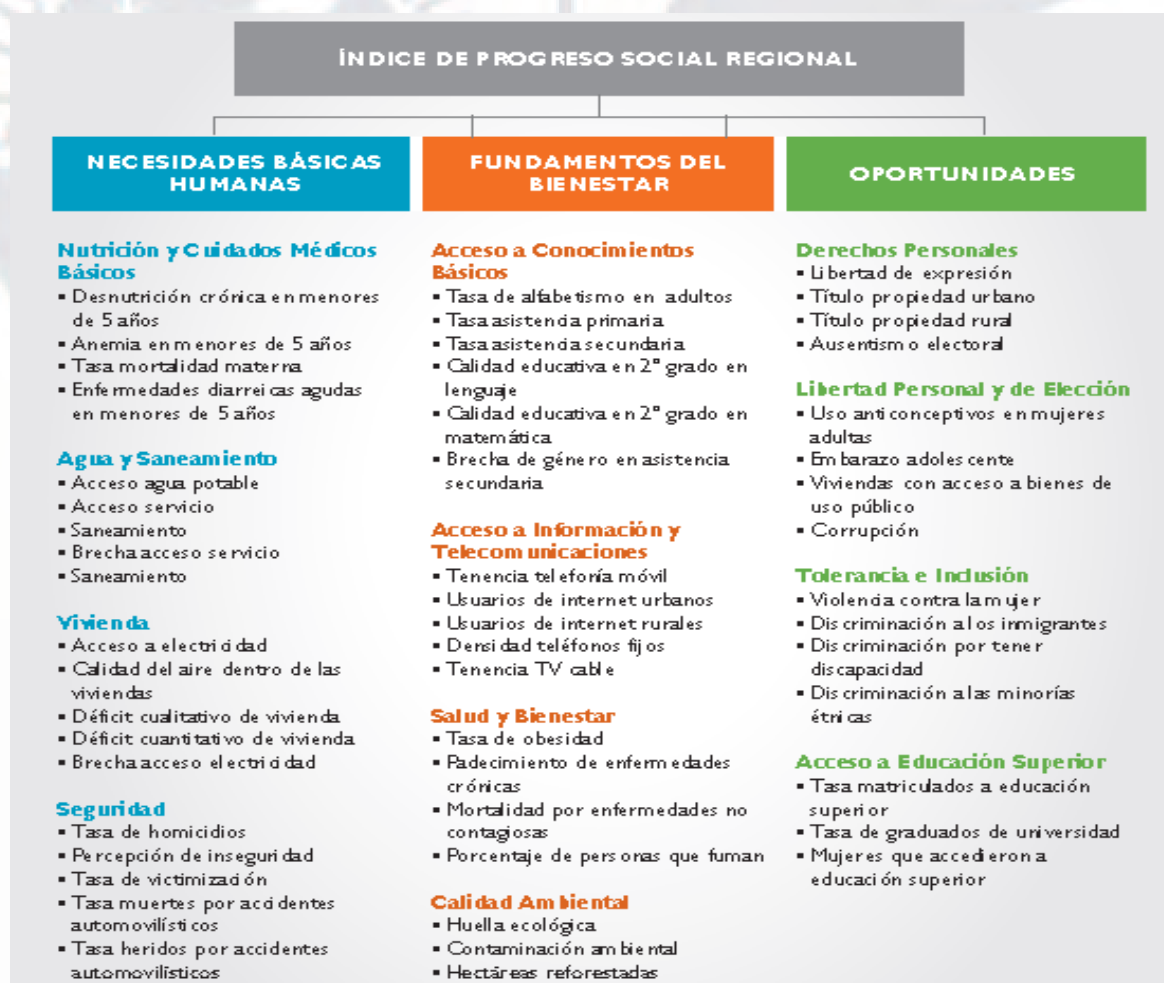 ÍNDICE DE PROGRESO SOCIAL REGIONAL
NECESIDADES BÁSICAS
HUMANAS
Nutrición y Cuidados Médicos
Básicos
▪ Desnutrición crónica en menores
de 5 años
▪ Anemia en menores de 5 años
▪ Tasa mortalidad materna
▪ Enfermedades diarreicas agudas
en menores de 5 años
Agua y Saneamiento
▪ Acceso agua potable
▪ Acceso servicio
▪ Saneamiento
▪ Brecha acceso servicio
▪ Saneamiento
Vivienda
▪ Acceso a electricidad
▪ Calidad del aire dentro de las
viviendas
▪ Déficit cualitativo de vivienda
▪ Déficit cuantitativo de vivienda
▪ Brecha acceso electricidad
Seguridad
▪ Tasa de homicidios
▪ Percepción de inseguridad
▪ Tasa de victimización
▪ Tasa muertes por accidentes
automovilísticos
▪ Tasa heridos por accidentes
automovilísticos
FUNDAMENTOS DEL
BIENESTAR
Acceso a Conocimientos
Básicos
▪ Tasa de alfabetismo en adultos
▪ Tasa asistencia primaria
▪ Tasa asistencia secundaria
▪ Calidad educativa en 2° grado en
lenguaje
▪ Calidad educativa en 2° grado en
matemática
▪ Brecha de género en asistencia
secundaria
Acceso a Información y
Telecomunicaciones
▪ Tenencia telefonía móvil
▪ Usuarios de internet urbanos
▪ Usuarios de internet rurales
▪ Densidad teléfonos fijos
▪ Tenencia TV cable
Salud y Bienestar
▪ Tasa de obesidad
▪ Padecimiento de enfermedades
crónicas
▪ Mortalidad por enfermedades no
contagiosas
▪ Porcentaje de personas que fuman
Calidad Ambiental
▪ Huella ecológica
▪ Contaminación ambiental
▪ Hectáreas reforestadas
OPORTUNIDADES
Derechos Personales
▪ Libertad de expresión
▪ Título propiedad urbano
▪ Título propiedad rural
▪ Ausentismo electoral
Libertad Personal y de Elección
▪ Uso anticonceptivos en mujeres
adultas
▪ Embarazo adolescente
▪ Viviendas con acceso a bienes de
uso público
▪ Corrupción
Tolerancia e Inclusión
▪ Violencia contra la mujer
▪ Discriminación a los inmigrantes
▪ Discriminación por tener
discapacidad
▪ Discriminación a las minorías
étnicas
Acceso a Educación Superior
▪ Tasa matriculados a educación
superior
▪ Tasa de graduados de universidad
▪ Mujeres que accedieron a
educación superior